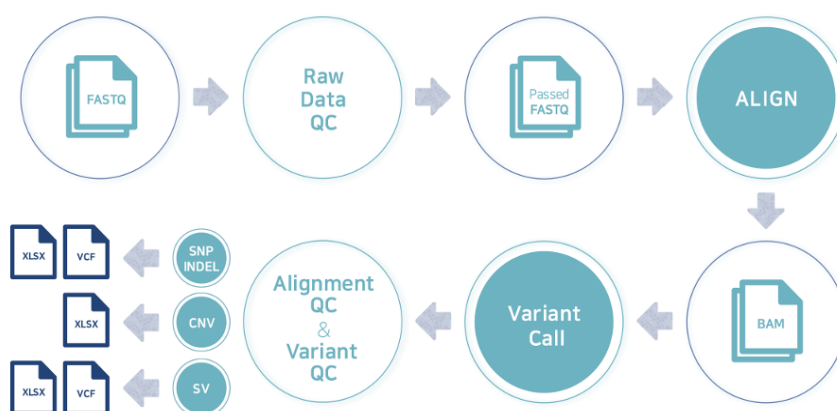 FASTQ
Raw
Data
QC
Passed
FASTQ
ALIGN
XLSX
VCF
SNP
INDEL
Alignment
QC
&
Variant
QC
Variant
Call
BAM
XLSX
CNV
XLSX
VCF
SV